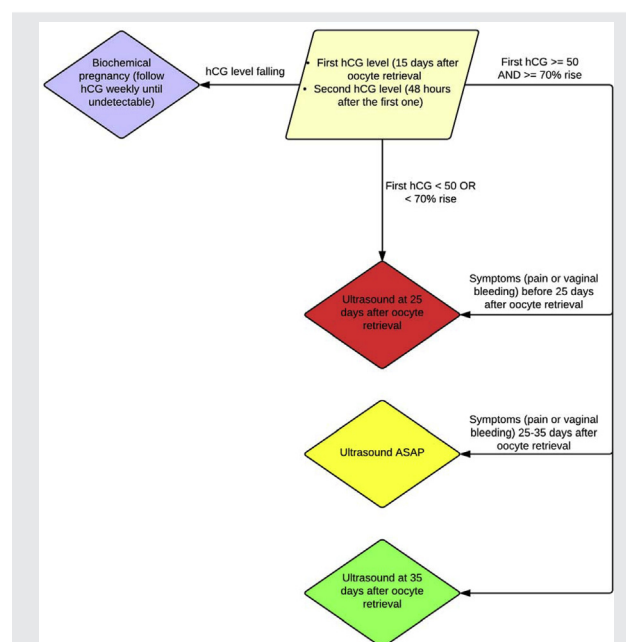 Biochemical
pregnancy (follow
hCG weekly until
undetectable)
hCG level falling
• First hCG level (15 days after
oocyte retrieval
• Second hCG level (48 hours
after the first one)
First hCG >= 50
AND >= 70% rise
First hCG < 50 OR
< 70% rise
Ultrasound at 25
days after oocyte
retrieval
Symptoms (pain or vaginal
bleeding) before 25 days
after oocyte retrieval
Ultrasound ASAP
Symptoms (pain or vaginal
bleeding) 25-35 days after
oocyte retrieval
Ultrasound at 35
days after oocyte
retrieval